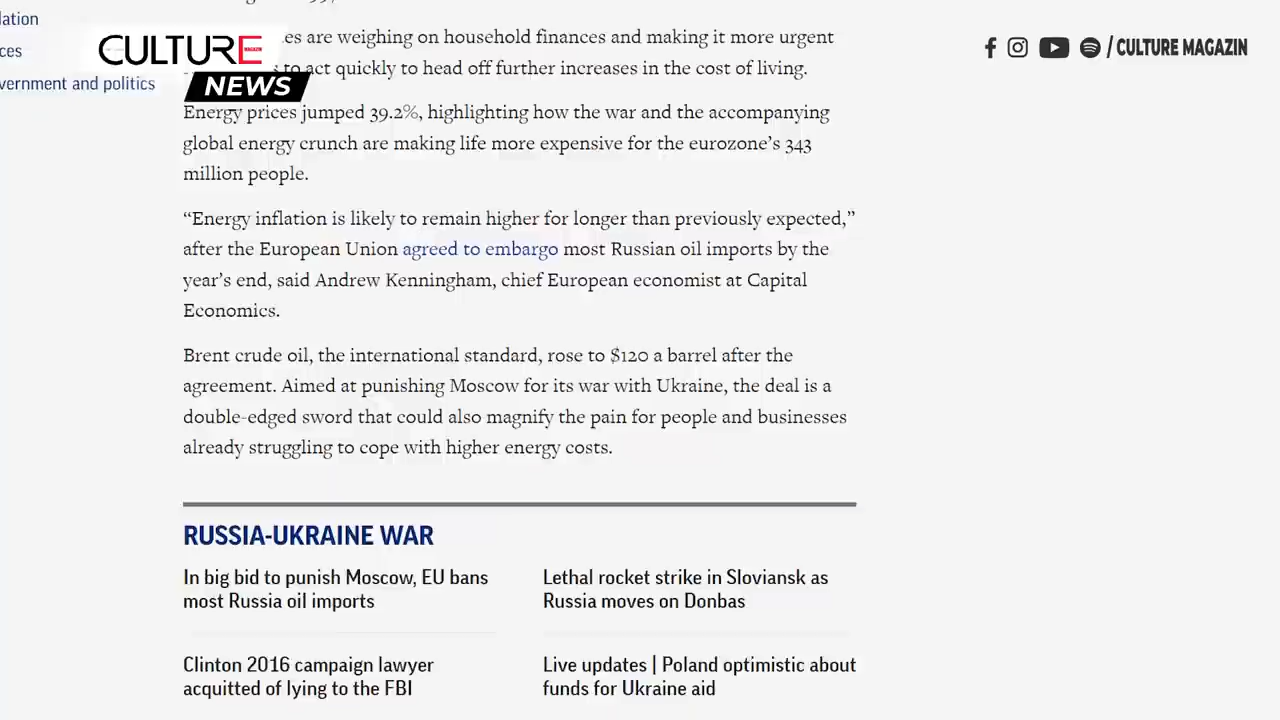 lation
ces
vernment and politics
CULTURE
NEWS
/ CULTURE MAGAZIN
es are weighing on household finances and making it more urgent
to act quickly to head off further increases in the cost of living.
Energy prices jumped 39.2%, highlighting how the war and the accompanying
global energy crunch are making life more expensive for the eurozone’s 343
million people.
“Energy inflation is likely to remain higher for longer than previously expected,”
after the European Union agreed to embargo most Russian oil imports by the
year’s end, said Andrew Kenningham, chief European economist at Capital
Economics.
Brent crude oil, the international standard, rose to $120 a barrel after the
agreement. Aimed at punishing Moscow for its war with Ukraine, the deal is a
double-edged sword that could also magnify the pain for people and businesses
already struggling to cope with higher energy costs.
RUSSIA-UKRAINE WAR
In big bid to punish Moscow, EU bans
most Russia oil imports
Lethal rocket strike in Sloviansk as
Russia moves on Donbas
Clinton 2016 campaign lawyer
acquitted of lying to the FBI
Live updates | Poland optimistic about
funds for Ukraine aid